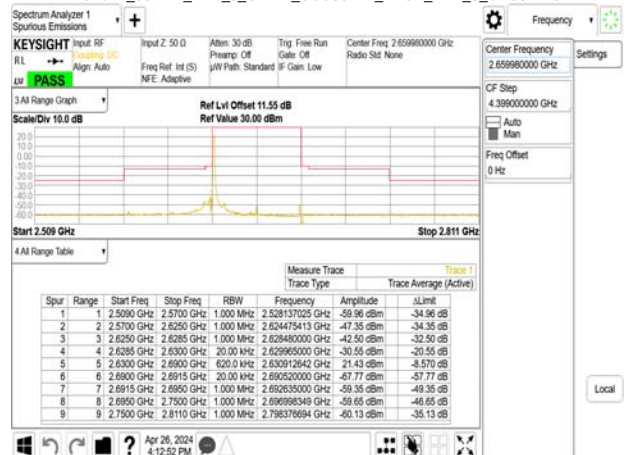 Spectrum Analyzer 1
Spurious Emissions
Frequency
KEYSIGHT Input: RF Input Z: 50 Ω Atten: 30 dB Trig: Free Run Center Freq: 2.659980000 GHz
RL Coupling: DC Preamp: Off Gate: Off Radio Std: None
Align: Auto Freq Ref: Int (S) µW Path: Standard IF Gain: Low
NFE: Adaptive
PASS
3 All Range Graph
Ref Lvl Offset 11.55 dB
Scale/Div 10.0 dB Ref Value 30.00 dBm
20.0
10.0
0.00
-10.0
-20.0
-30.0
-40.0
-50.0
-60.0
Start 2.509 GHz Stop 2.811 GHz
4 All Range Table
Measure Trace Trace 1
Trace Type Trace Average (Active)
Spur Range Start Freq Stop Freq RBW Frequency Amplitude ΔLimit
1 1 2.5090 GHz 2.5700 GHz 1.000 MHz 2.528137025 GHz -59.96 dBm -34.96 dB
2 2 2.5700 GHz 2.6250 GHz 1.000 MHz 2.624475413 GHz -47.35 dBm -34.35 dB
3 3 2.6250 GHz 2.6285 GHz 1.000 MHz 2.628480000 GHz -42.50 dBm -32.50 dB
4 4 2.6285 GHz 2.6300 GHz 20.00 kHz 2.629965000 GHz -30.55 dBm -20.55 dB
5 5 2.6300 GHz 2.6900 GHz 620.0 kHz 2.630912642 GHz 21.43 dBm -8.570 dB
6 6 2.6900 GHz 2.6915 GHz 20.00 kHz 2.690520000 GHz -67.77 dBm -57.77 dB
7 7 2.6915 GHz 2.6950 GHz 1.000 MHz 2.692635000 GHz -59.35 dBm -49.35 dB
8 8 2.6950 GHz 2.7500 GHz 1.000 MHz 2.696998349 GHz -59.65 dBm -46.65 dB
9 9 2.7500 GHz 2.8110 GHz 1.000 MHz 2.798376694 GHz -60.13 dBm -35.13 dB
Center Frequency
2.659980000 GHz
Settings
CF Step
4.399000000 GHz
Auto
Man
Freq Offset
0 Hz
Local
Apr 26, 2024
4:12:52 PM